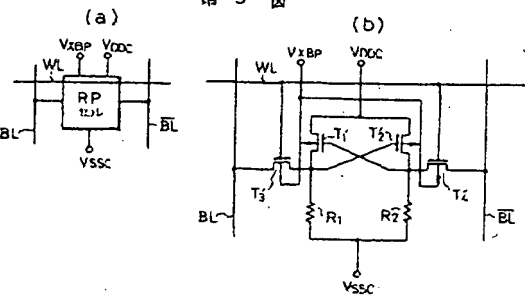 第 3 図
(a)
VXBP VDDC
WL
RP
セル
BL
BL
VSSC
(b)
VXBP VDDC
WL
T1'
T2'
T3'
T4'
BL
R1
R2
BL
VSSC